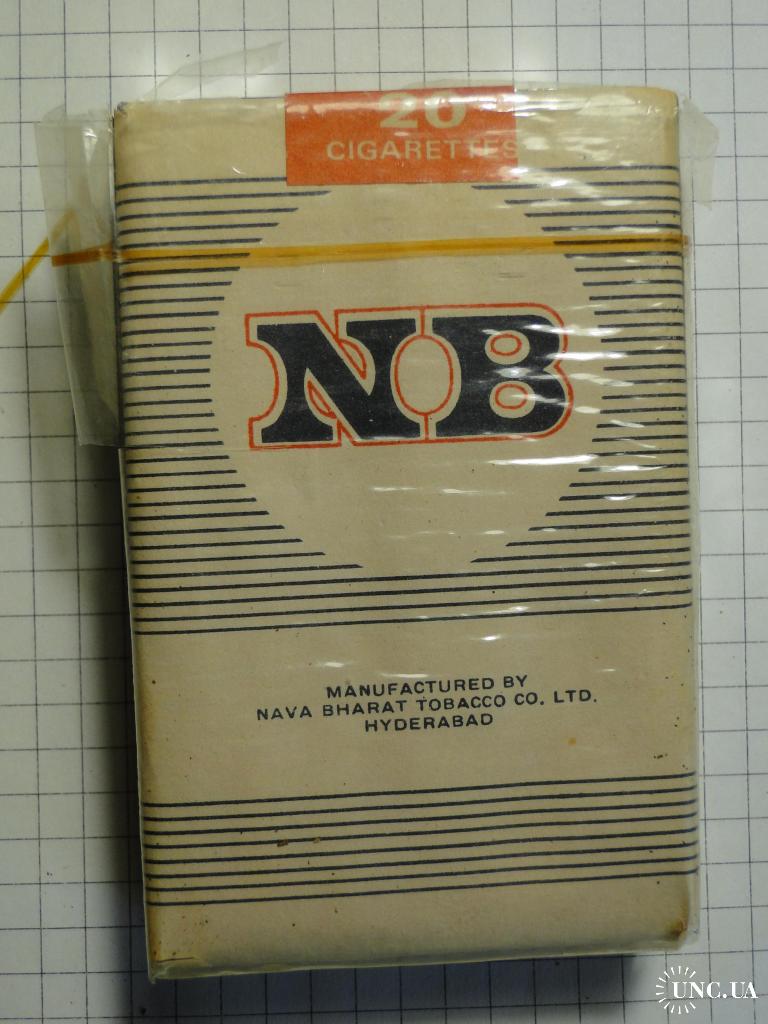 20
CIGARETTES
NB
MANUFACTURED BY
NAVA BHARAT TOBACCO CO. LTD.
HYDERABAD
UNC.UA